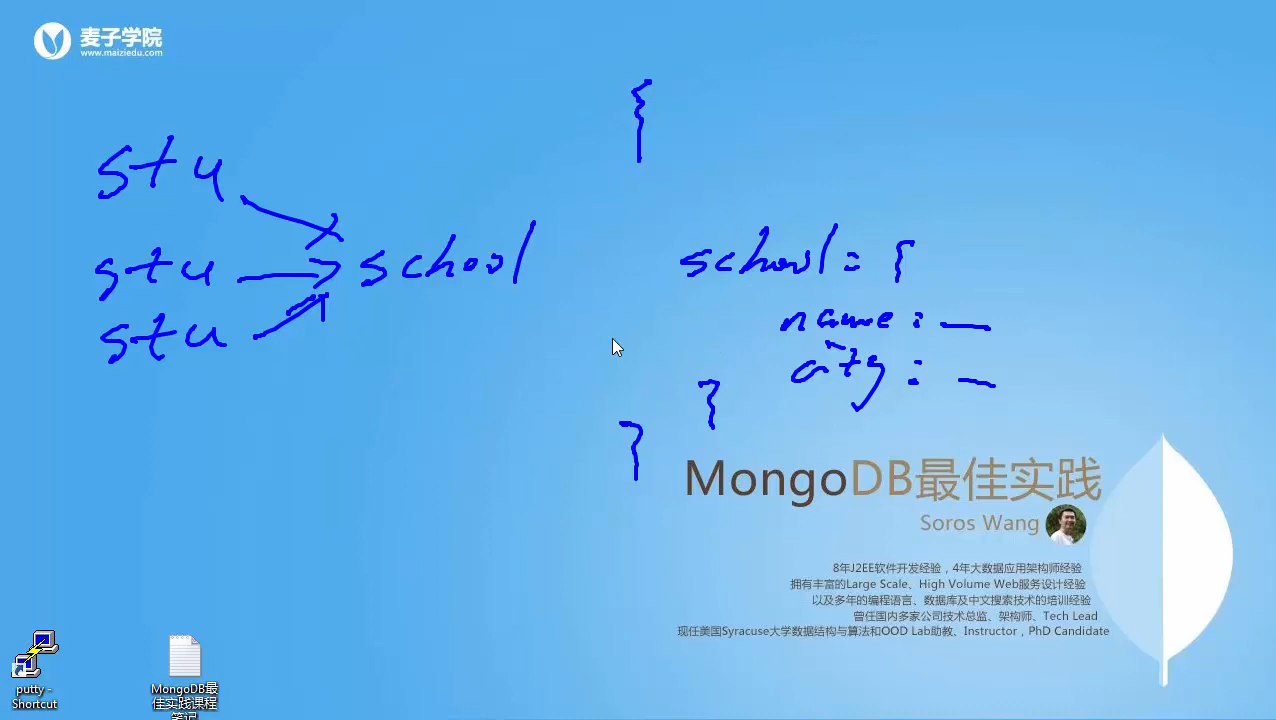 麦子学院
www.maiziedu.com
{
stu
stu
stu
school
school: {
name: —
city: —
}
}
MongoDB最佳实践
Soros Wang
8年J2EE软件开发经验，4年大数据应用架构师经验
拥有丰富的Large Scale、High Volume Web服务设计经验
以及多年的编程语言、数据库及中文搜索技术的培训经验
曾任国内多家公司技术总监、架构师、Tech Lead
现任美国Syracuse大学数据结构与算法和OOD Lab助教、Instructor，PhD Candidate
putty -
Shortcut
MongoDB最
佳实践课程
笔记